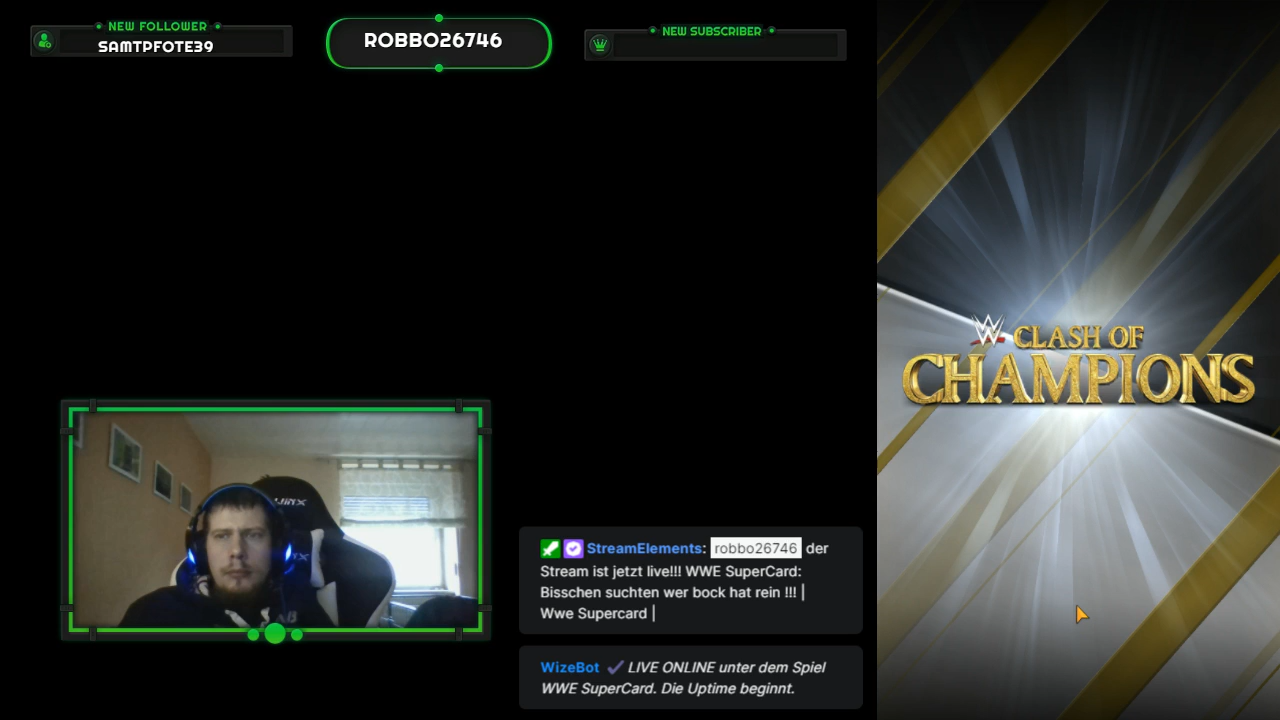 NEW FOLLOWER
SAMTPFOTE39
ROBBO26746
NEW SUBSCRIBER
CLASH OF
CHAMPIONS
StreamElements: robbo26746 der
Stream ist jetzt live!!! WWE SuperCard:
Bisschen suchten wer bock hat rein !!! |
Wwe Supercard |
WizeBot LIVE ONLINE unter dem Spiel
WWE SuperCard. Die Uptime beginnt.